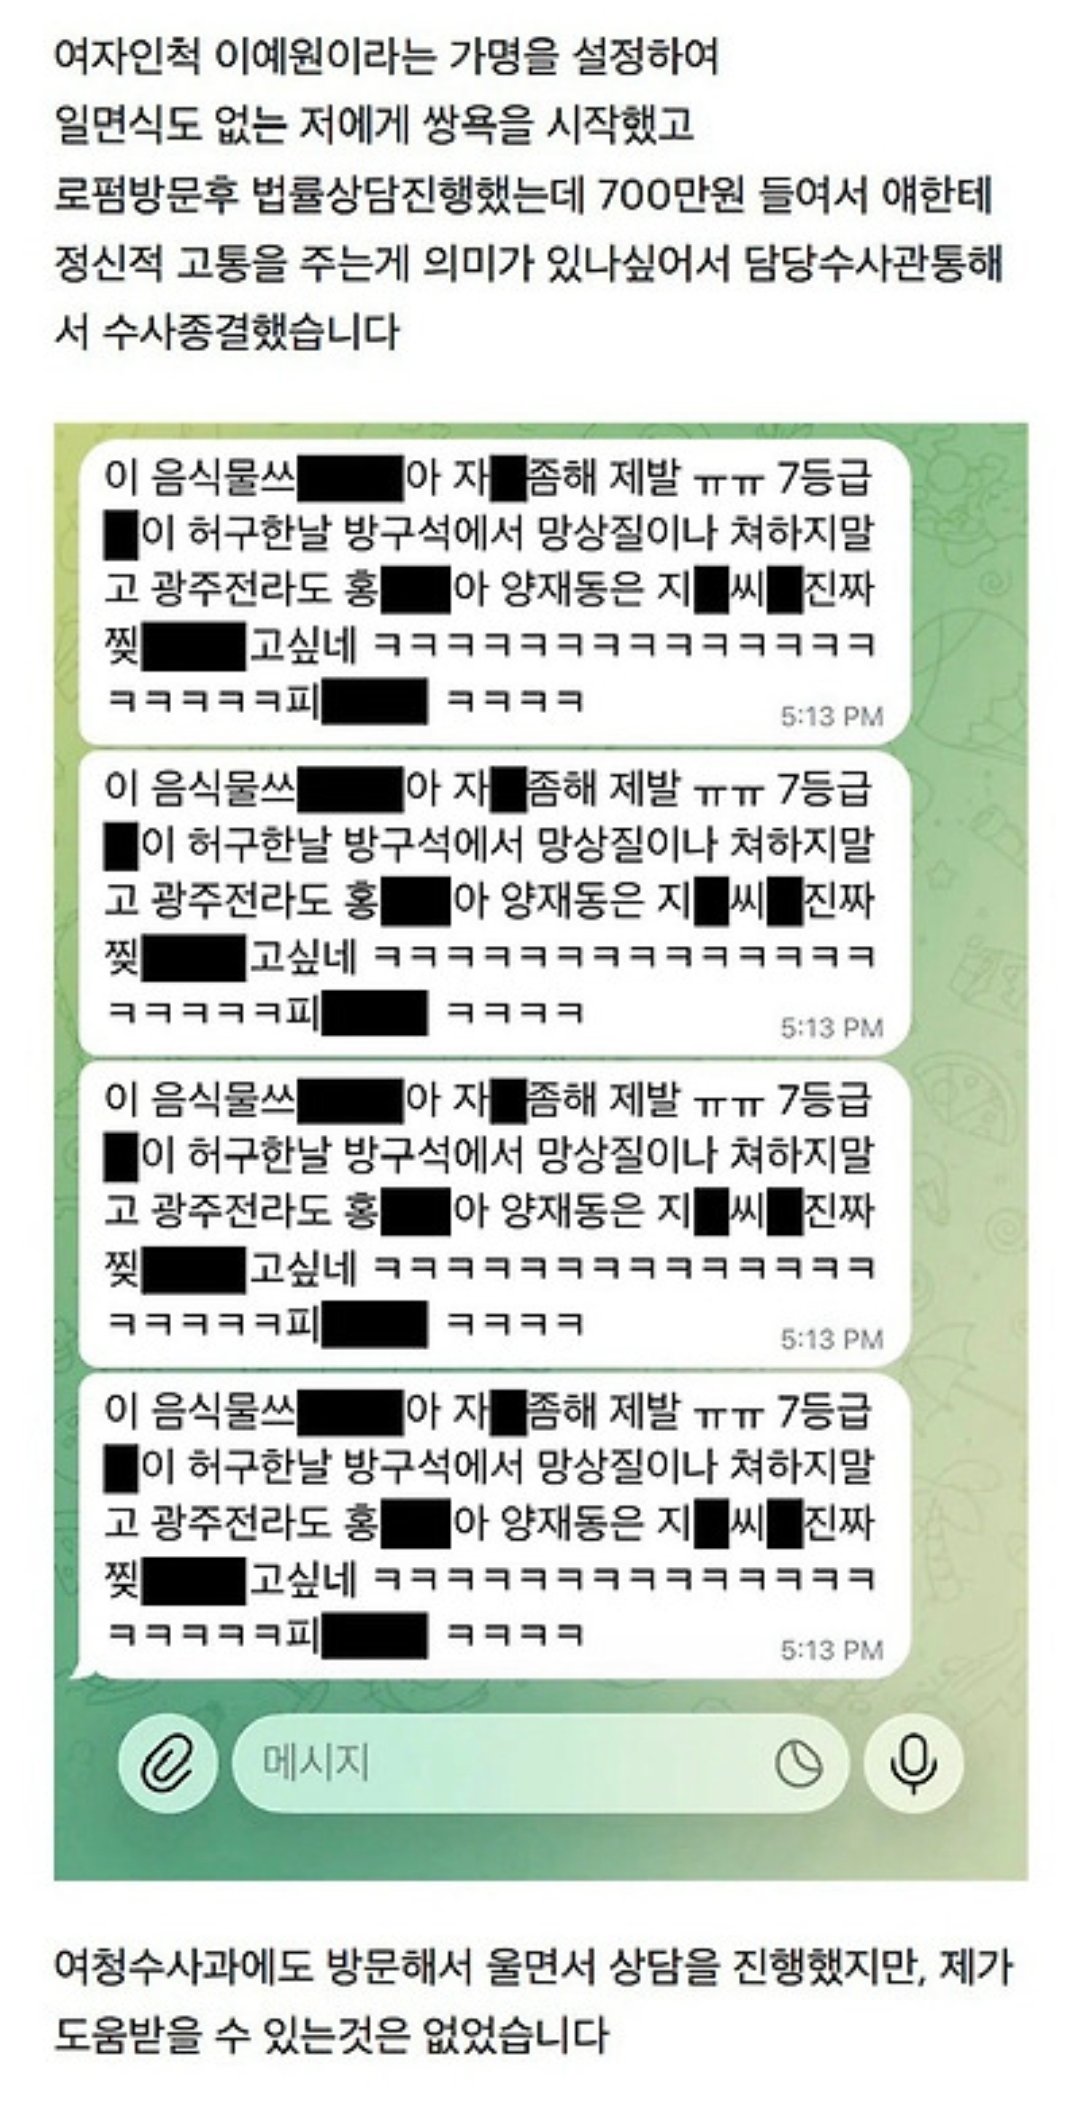 여자인척 이예원이라는 가명을 설정하여
일면식도 없는 저에게 쌍욕을 시작했고
로펌방문후 법률상담진행했는데 700만원 들여서 얘한테
정신적 고통을 주는게 의미가 있나싶어서 담당수사관통해
서 수사종결했습니다
이 음식물쓰 아 자 좀해 제발 ㅠㅠ 7등급
이 허구한날 방구석에서 망상질이나 쳐하지말
고 광주전라도 홍 아 양재동은 지 씨 진짜
찢 고싶네 ㅋㅋㅋㅋㅋㅋㅋㅋㅋㅋㅋㅋㅋㅋ
ㅋㅋㅋㅋㅋ피 ㅋㅋㅋㅋ
5:13 PM
이 음식물쓰 아 자 좀해 제발 ㅠㅠ 7등급
이 허구한날 방구석에서 망상질이나 쳐하지말
고 광주전라도 홍 아 양재동은 지 씨 진짜
찢 고싶네 ㅋㅋㅋㅋㅋㅋㅋㅋㅋㅋㅋㅋㅋㅋ
ㅋㅋㅋㅋㅋ피 ㅋㅋㅋㅋ
5:13 PM
이 음식물쓰 아 자 좀해 제발 ㅠㅠ 7등급
이 허구한날 방구석에서 망상질이나 쳐하지말
고 광주전라도 홍 아 양재동은 지 씨 진짜
찢 고싶네 ㅋㅋㅋㅋㅋㅋㅋㅋㅋㅋㅋㅋㅋㅋ
ㅋㅋㅋㅋㅋ피 ㅋㅋㅋㅋ
5:13 PM
이 음식물쓰 아 자 좀해 제발 ㅠㅠ 7등급
이 허구한날 방구석에서 망상질이나 쳐하지말
고 광주전라도 홍 아 양재동은 지 씨 진짜
찢 고싶네 ㅋㅋㅋㅋㅋㅋㅋㅋㅋㅋㅋㅋㅋㅋ
ㅋㅋㅋㅋㅋ피 ㅋㅋㅋㅋ
5:13 PM
메시지
여청수사과에도 방문해서 울면서 상담을 진행했지만, 제가
도움받을 수 있는것은 없었습니다